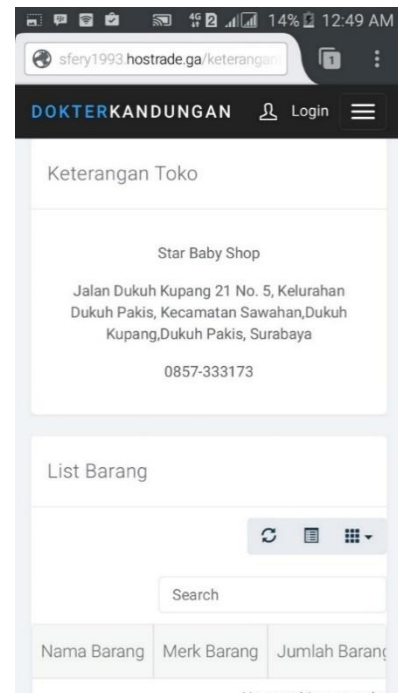 4G 2 14% 12:49 AM
sfery1993.hostrade.ga/keterangan
1
DOKTERKANDUNGAN Login
Keterangan Toko
Star Baby Shop
Jalan Dukuh Kupang 21 No. 5, Kelurahan
Dukuh Pakis, Kecamatan Sawahan,Dukuh
Kupang,Dukuh Pakis, Surabaya
0857-333173
List Barang
Search
Nama Barang Merk Barang Jumlah Barang